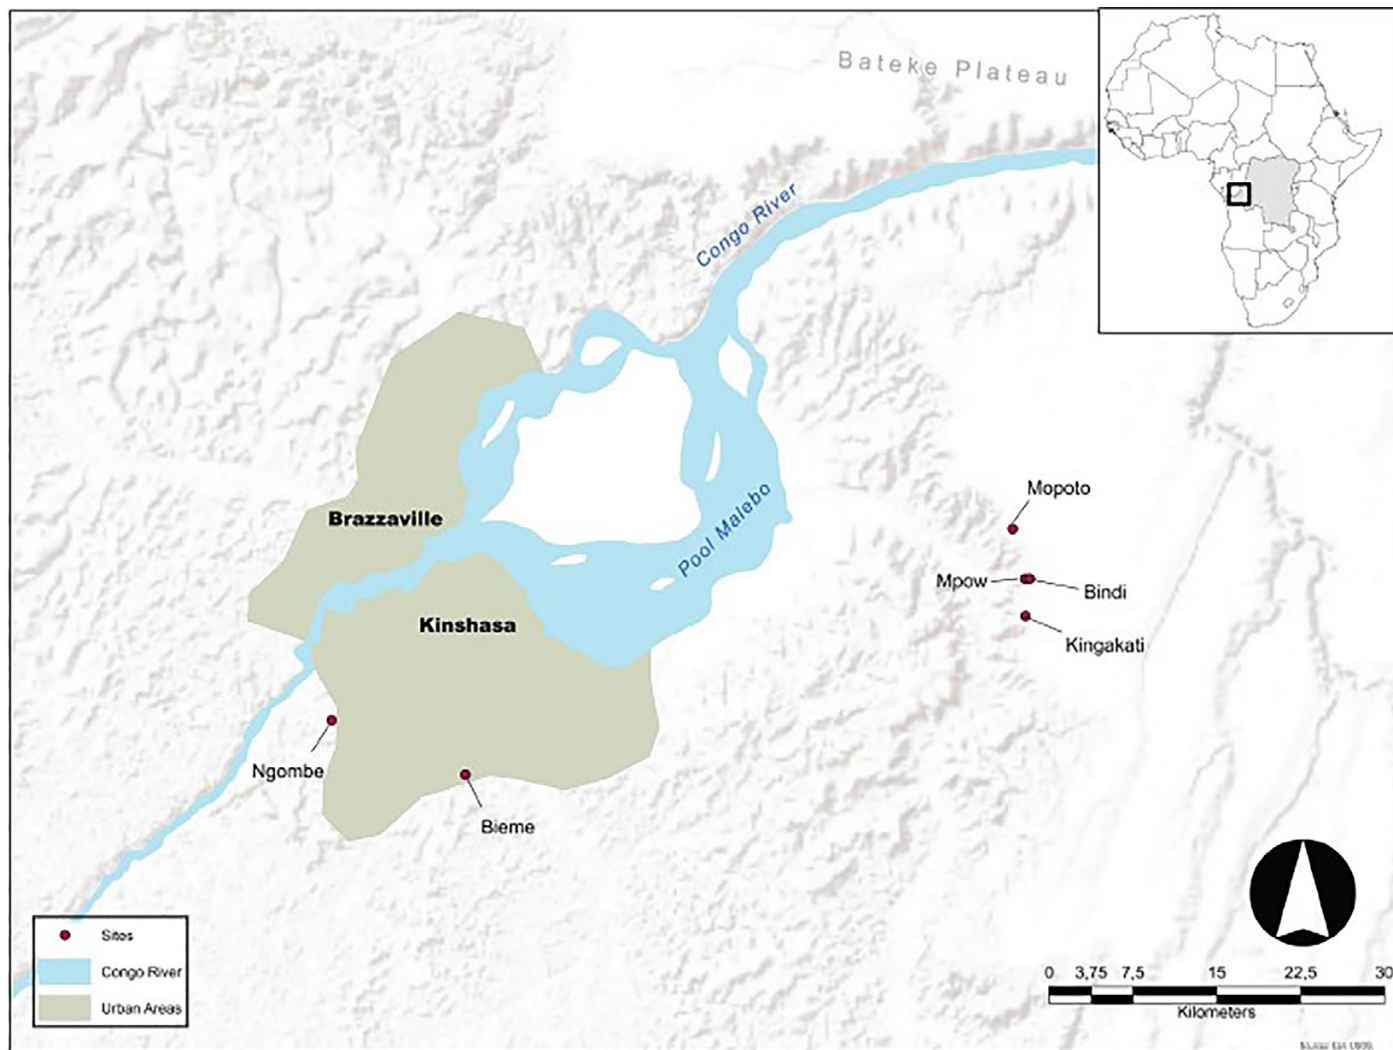 Bateke Plateau
Congo River
Mopoto
Pool Malebo
Brazzaville
Mpow
Bindi
Kinshasa
Kingakati
Ngombe
Bieme
Sites
Congo River
Urban Areas
0 3,75 7,5 15 22,5 30
Kilometers